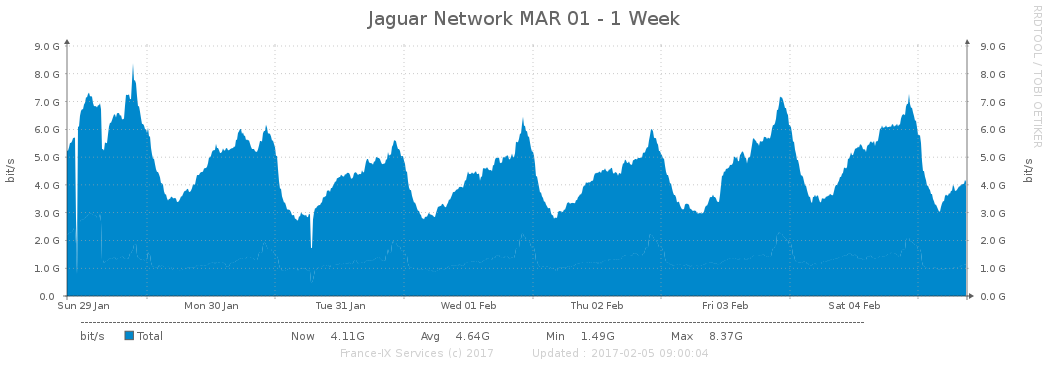 Jaguar Network MAR 01 - 1 Week
RRDTOOL / TOBI OETIKER
bit/s
9.0 G 9.0 G
8.0 G 8.0 G
7.0 G 7.0 G
6.0 G 6.0 G
5.0 G 5.0 G
4.0 G 4.0 G
3.0 G 3.0 G
2.0 G 2.0 G
1.0 G 1.0 G
0.0 0.0 G
bit/s
Sun 29 Jan Mon 30 Jan Tue 31 Jan Wed 01 Feb Thu 02 Feb Fri 03 Feb Sat 04 Feb
bit/s Total Now 4.11G Avg 4.64G Min 1.49G Max 8.37G
France-IX Services (c) 2017 Updated : 2017-02-05 09:00:04